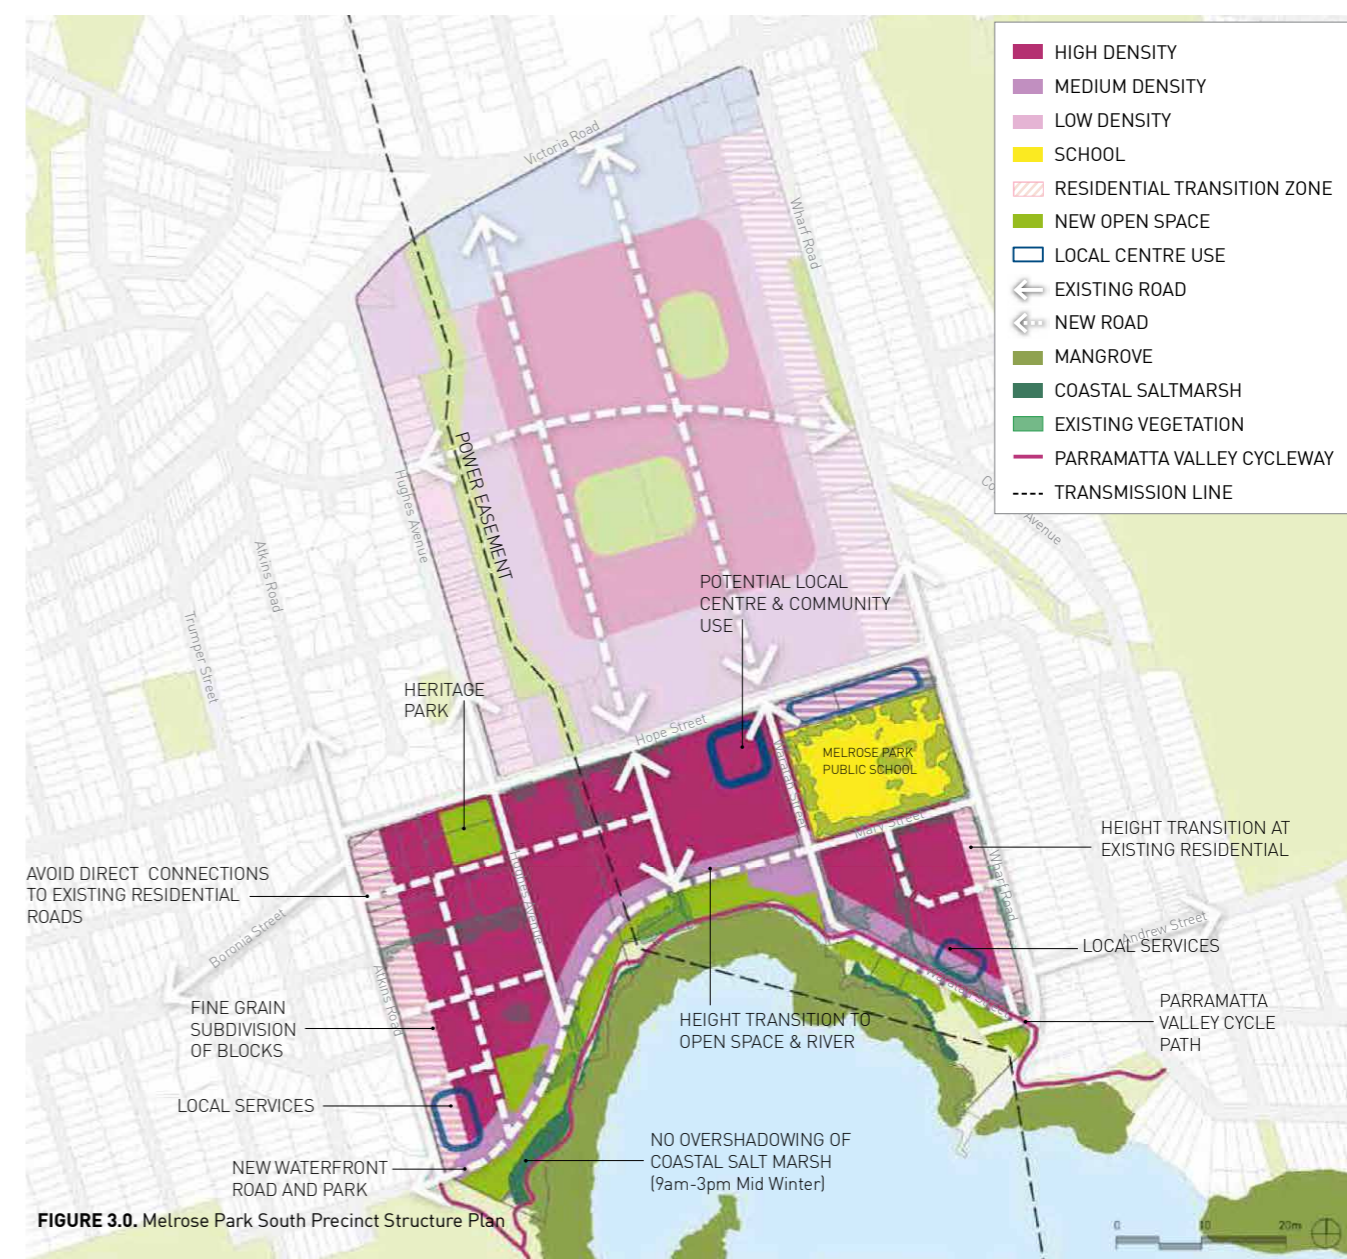 HIGH DENSITY
MEDIUM DENSITY
LOW DENSITY
SCHOOL
RESIDENTIAL TRANSITION ZONE
NEW OPEN SPACE
LOCAL CENTRE USE
EXISTING ROAD
NEW ROAD
MANGROVE
COASTAL SALTMARSH
EXISTING VEGETATION
PARRAMATTA VALLEY CYCLEWAY
TRANSMISSION LINE
Victoria Road
Wharf Road
Avenue
POWER EASEMENT
Hughes Avenue
Atkins Road
Trumper Street
POTENTIAL LOCAL
CENTRE & COMMUNITY
USE
HERITAGE
PARK
Hope Street
MELROSE PARK
PUBLIC SCHOOL
Waratah Street
Mary Street
HEIGHT TRANSITION AT
EXISTING RESIDENTIAL
AVOID DIRECT CONNECTIONS
TO EXISTING RESIDENTIAL
ROADS
Hughes Avenue
Wharf Road
Boronia Street
Andrew Street
LOCAL SERVICES
Atkins Road
FINE GRAIN
SUBDIVISION
OF BLOCKS
HEIGHT TRANSITION TO
OPEN SPACE & RIVER
PARRAMATTA
VALLEY CYCLE
PATH
LOCAL SERVICES
NO OVERSHADOWING OF
COASTAL SALT MARSH
(9am-3pm Mid Winter)
NEW WATERFRONT
ROAD AND PARK
FIGURE 3.0. Melrose Park South Precinct Structure Plan
0 10 20m